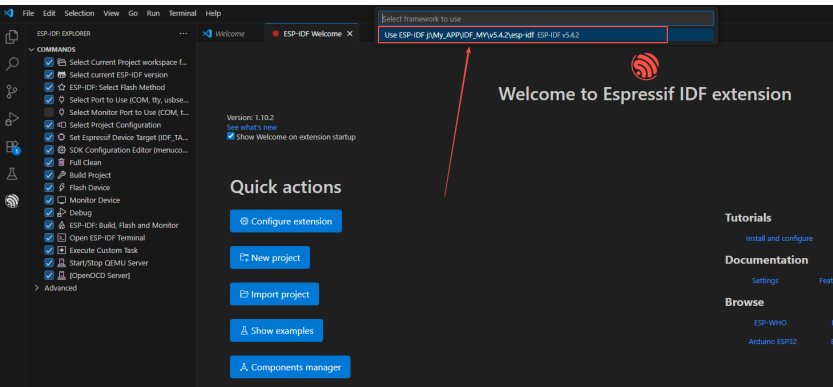 File Edit Selection View Go Run Terminal Help
Select framework to use
Use ESP-IDF j:\My_APP\IDF_MY\v5.4.2\esp-idf ESP-IDF v5.4.2
ESP-IDF: EXPLORER ...
Welcome
ESP-IDF Welcome
COMMANDS
Select Current Project workspace f...
Select current ESP-IDF version
ESP-IDF: Select Flash Method
Select Port to Use (COM, tty, usbse...
Select Monitor Port to Use (COM, t...
Select Project Configuration
Set Espressif Device Target (IDF_TA...
SDK Configuration Editor (menuco...
Full Clean
Build Project
Flash Device
Monitor Device
Debug
ESP-IDF: Build, Flash and Monitor
Open ESP-IDF Terminal
Execute Custom Task
Start/Stop QEMU Server
[OpenOCD Server]
Advanced
Welcome to Espressif IDF extension
Version: 1.10.2
See what's new
Show Welcome on extension startup
Quick actions
Configure extension
New project
Import project
Show examples
Components manager
Tutorials
Install and configure
Documentation
Settings
Browse
ESP-WHO
Arduino ESP32